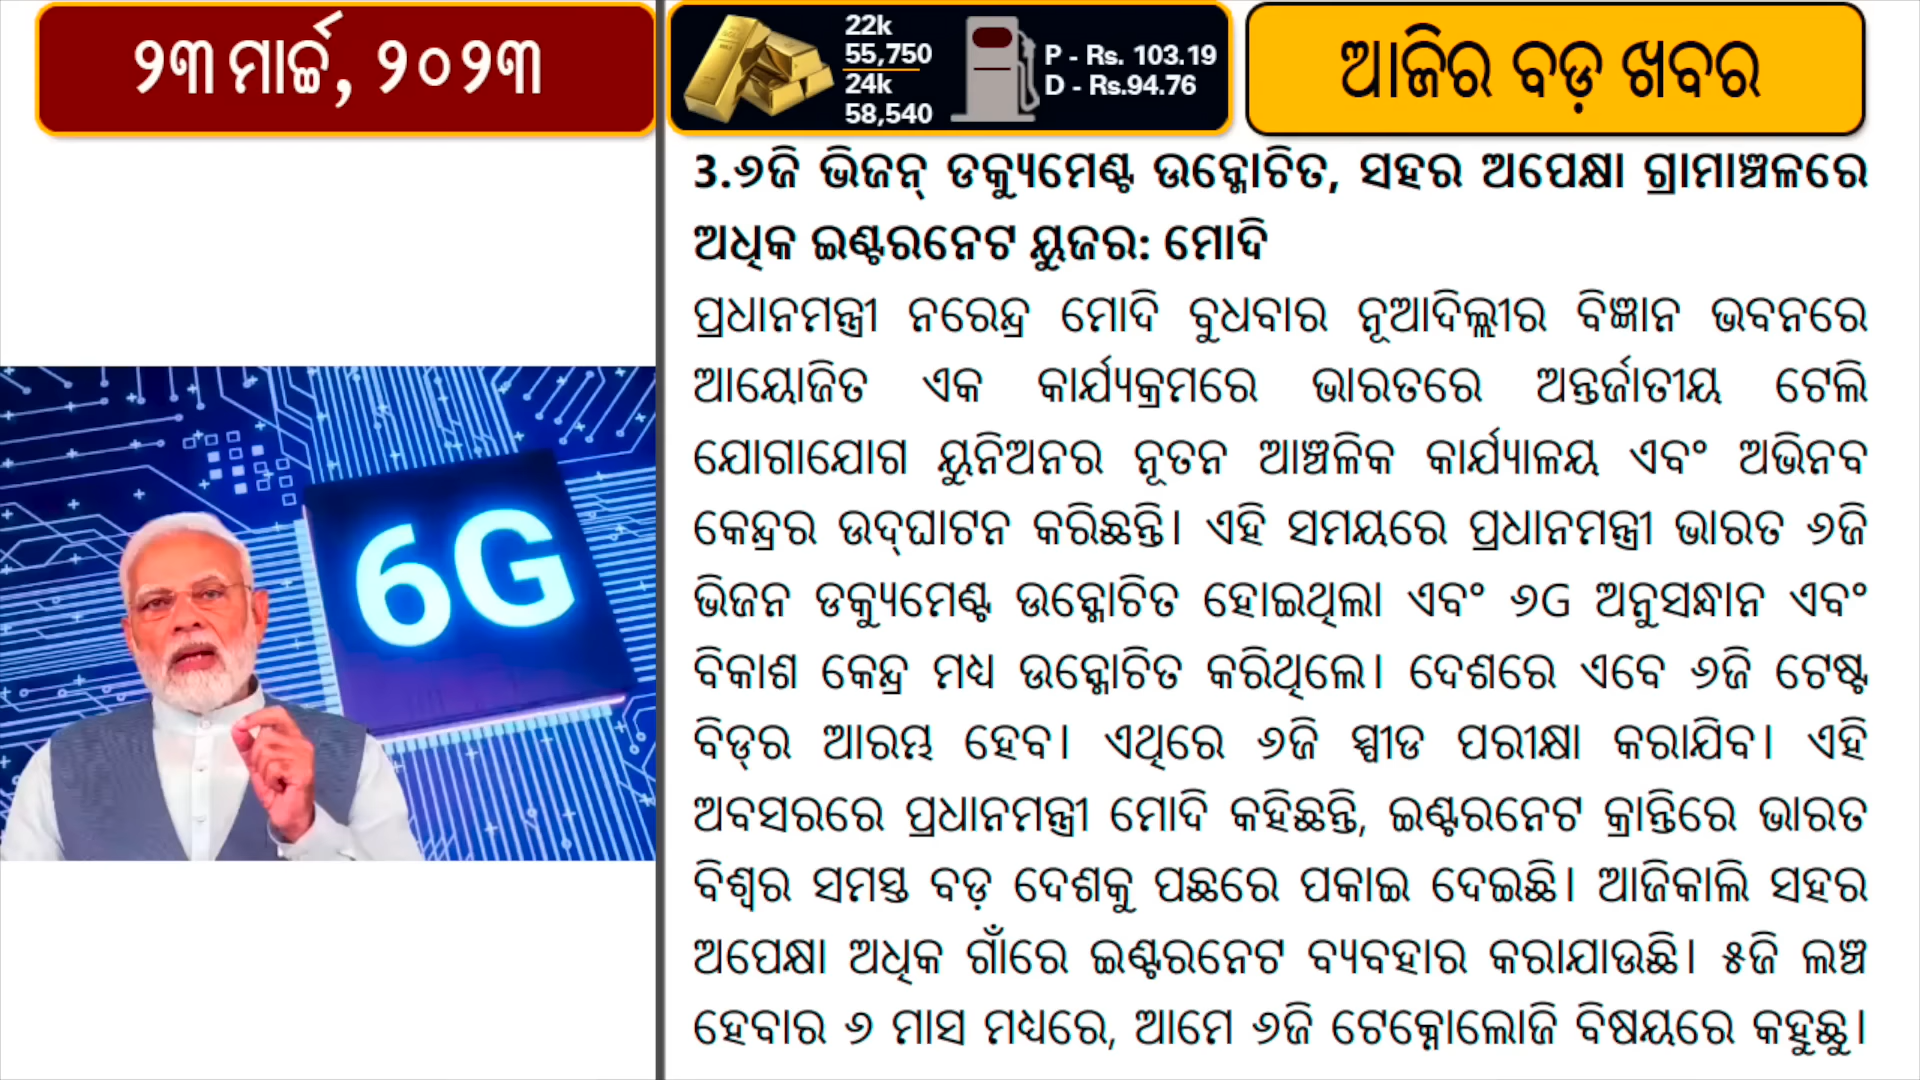 ୨୩ ମାର୍ଚ୍ଚ, ୨୦୨୩
22k
55,750
24k
58,540
P - Rs. 103.19
D - Rs.94.76
ଆଜିର ବଡ଼ ଖବର
3.୬ଜି ଭିଜନ୍ ଡକ୍ୟୁମେଣ୍ଟ ଉନ୍ମୋଚିତ, ସହର ଅପେକ୍ଷା ଗ୍ରାମାଞ୍ଚଳରେ
ଅଧିକ ଇଣ୍ଟରନେଟ ୟୁଜର: ମୋଦି
ପ୍ରଧାନମନ୍ତ୍ରୀ ନରେନ୍ଦ୍ର ମୋଦି ବୁଧବାର ନୂଆଦିଲ୍ଲୀର ବିଜ୍ଞାନ ଭବନରେ
ଆୟୋଜିତ ଏକ କାର୍ଯ୍ୟକ୍ରମରେ ଭାରତରେ ଅନ୍ତର୍ଜାତୀୟ ଟେଲି
ଯୋଗାଯୋଗ ୟୁନିଅନର ନୂତନ ଆଞ୍ଚଳିକ କାର୍ଯ୍ୟାଳୟ ଏବଂ ଅଭିନବ
କେନ୍ଦ୍ରର ଉଦ୍‌ଘାଟନ କରିଛନ୍ତି। ଏହି ସମୟରେ ପ୍ରଧାନମନ୍ତ୍ରୀ ଭାରତ ୬ଜି
ଭିଜନ ଡକ୍ୟୁମେଣ୍ଟ ଉନ୍ମୋଚିତ ହୋଇଥିଲା ଏବଂ ୬G ଅନୁସନ୍ଧାନ ଏବଂ
ବିକାଶ କେନ୍ଦ୍ର ମଧ୍ୟ ଉନ୍ମୋଚିତ କରିଥିଲେ। ଦେଶରେ ଏବେ ୬ଜି ଟେଷ୍ଟ
ବିଡ୍‌ର ଆରମ୍ଭ ହେବ। ଏଥିରେ ୬ଜି ସ୍ପୀଡ ପରୀକ୍ଷା କରାଯିବ। ଏହି
ଅବସରରେ ପ୍ରଧାନମନ୍ତ୍ରୀ ମୋଦି କହିଛନ୍ତି, ଇଣ୍ଟରନେଟ କ୍ରାନ୍ତିରେ ଭାରତ
ବିଶ୍ୱର ସମସ୍ତ ବଡ଼ ଦେଶକୁ ପଛରେ ପକାଇ ଦେଇଛି। ଆଜିକାଲି ସହର
ଅପେକ୍ଷା ଅଧିକ ଗାଁରେ ଇଣ୍ଟରନେଟ ବ୍ୟବହାର କରାଯାଉଛି। ୫ଜି ଲଞ୍ଚ
ହେବାର ୬ ମାସ ମଧ୍ୟରେ, ଆମେ ୬ଜି ଟେକ୍ନୋଲୋଜି ବିଷୟରେ କହୁଛୁ।
6G